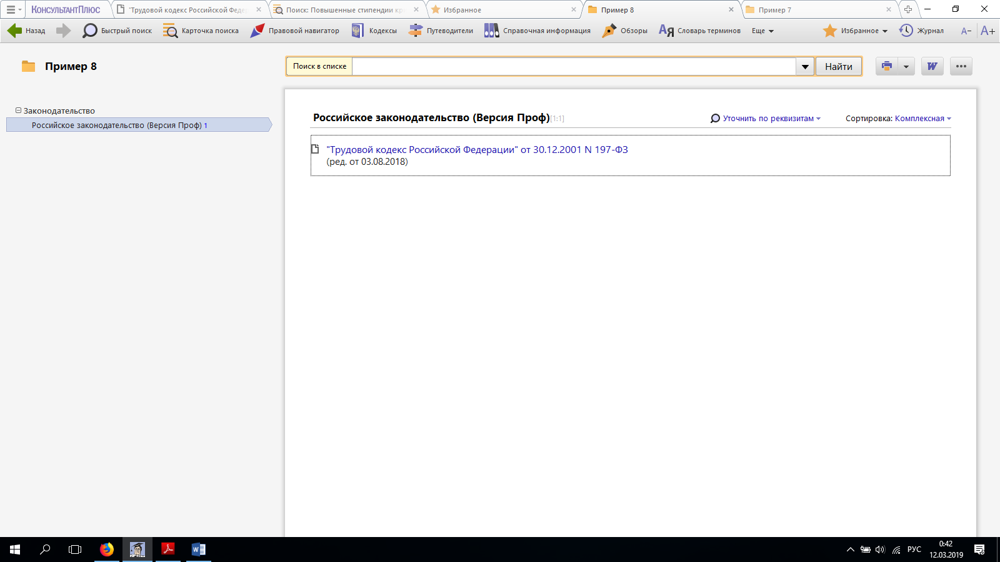 КонсультантПлюс
"Трудовой кодекс Российской Феде
Поиск: Повышенные стипендии
Избранное
Пример 8
Пример 7
Назад
Быстрый поиск
Карточка поиска
Правовой навигатор
Кодексы
Путеводители
Справочная информация
Обзоры
Словарь терминов
Еще
Избранное
Журнал
А−
А+
Пример 8
Поиск в списке
Найти
W
Законодательство
Российское законодательство (Версия Проф) 1
Российское законодательство (Версия Проф)[1:1]
Уточнить по реквизитам
Сортировка: Комплексная
"Трудовой кодекс Российской Федерации" от 30.12.2001 N 197-ФЗ
(ред. от 03.08.2018)
РУС
0:42
12.03.2019